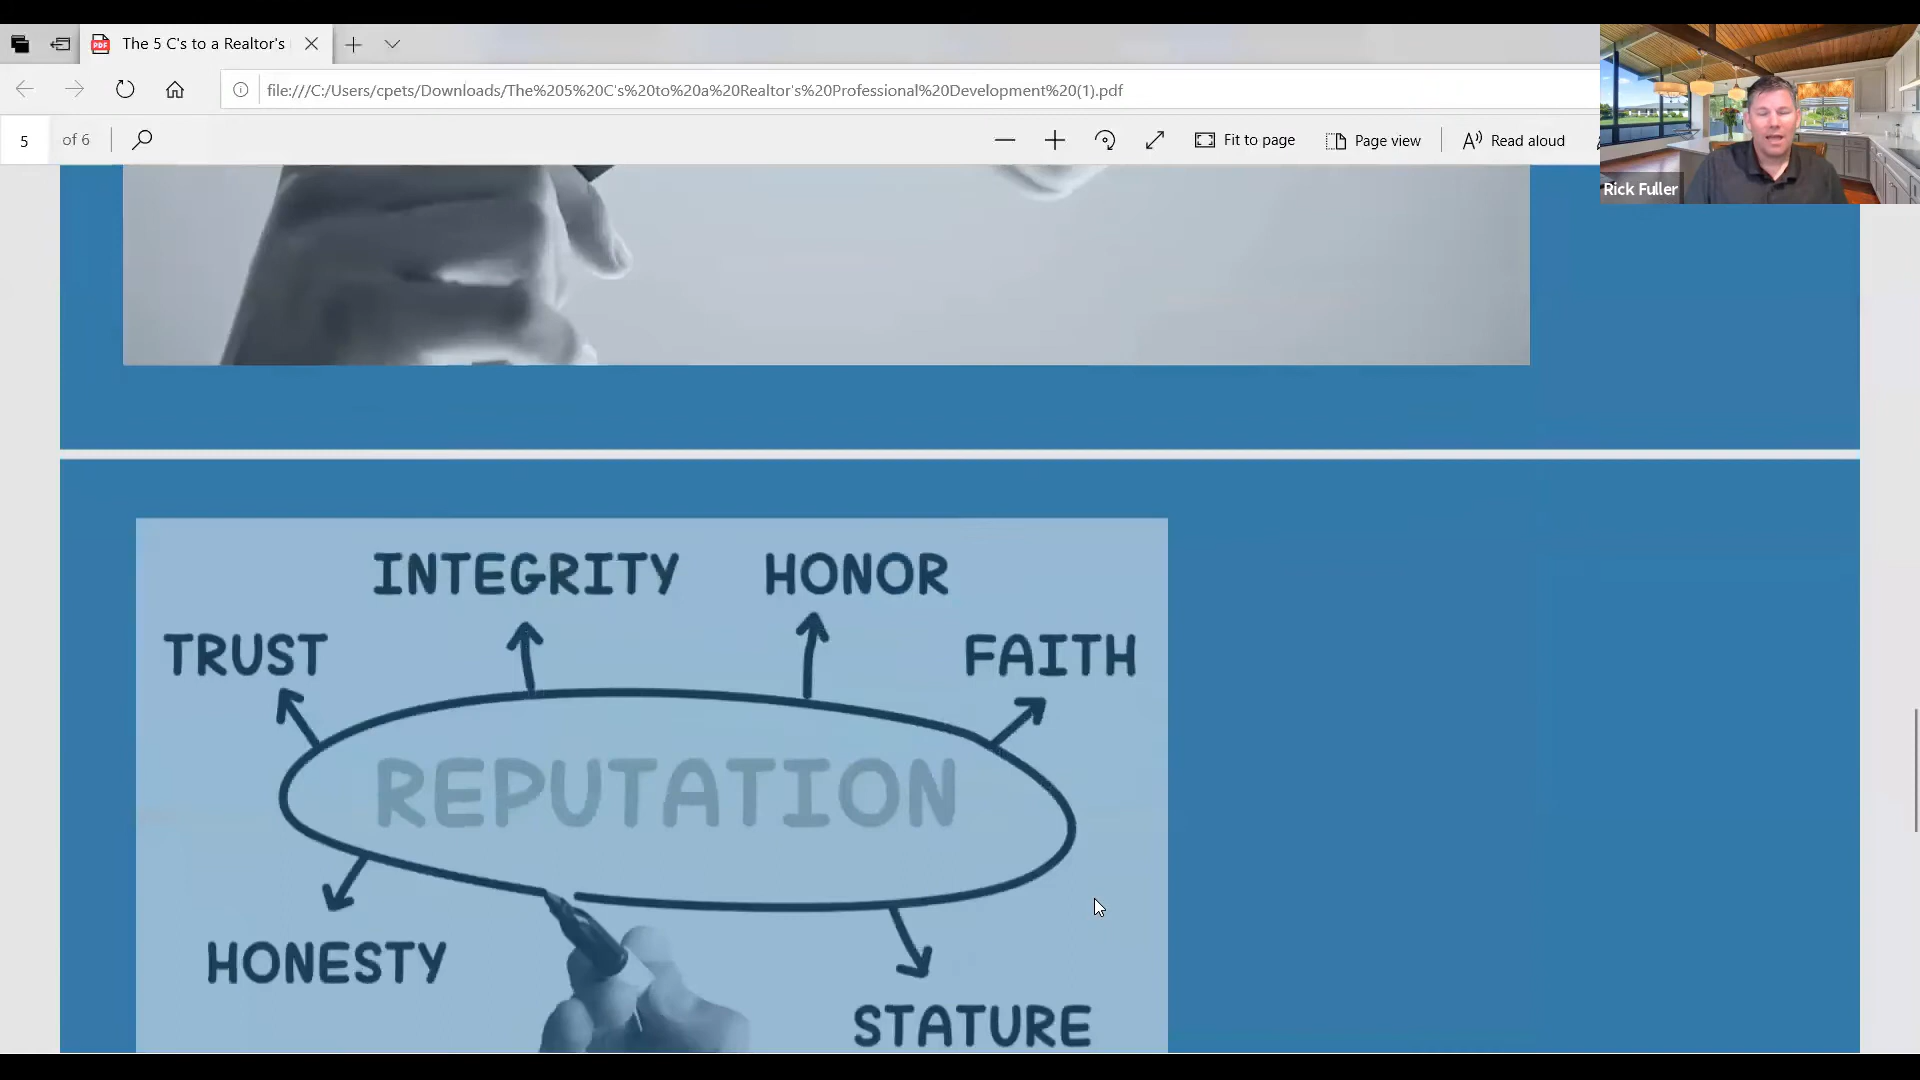 The 5 C's to a Realtor's
file:///C:/Users/cpets/Downloads/The%205%20C's%20to%20a%20Realtor's%20Professional%20Development%20(1).pdf
5 of 6
Fit to page
Page view
Read aloud
Rick Fuller
INTEGRITY HONOR
TRUST FAITH
REPUTATION
HONESTY
STATURE